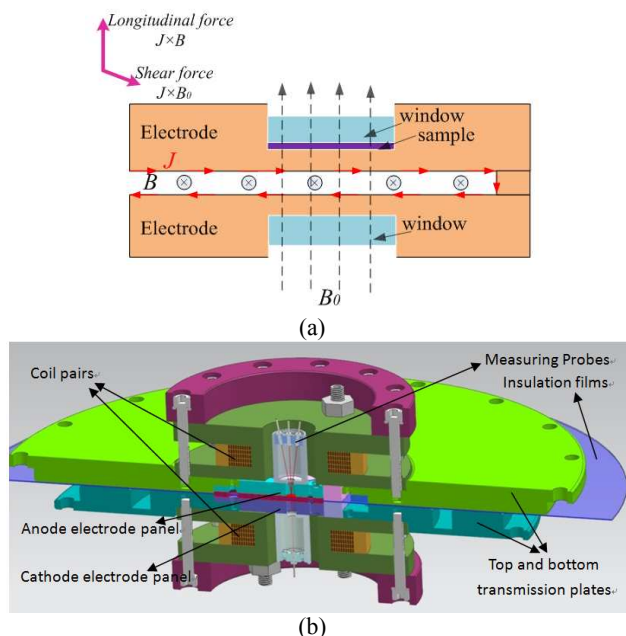 Longitudinal force
J×B
Shear force
J×B₀
window
sample
Electrode
J
B
Electrode
window
B₀
(a)
Measuring Probes
Insulation films
Coil pairs
Anode electrode panel
Cathode electrode panel
Top and bottom
transmission plates
(b)